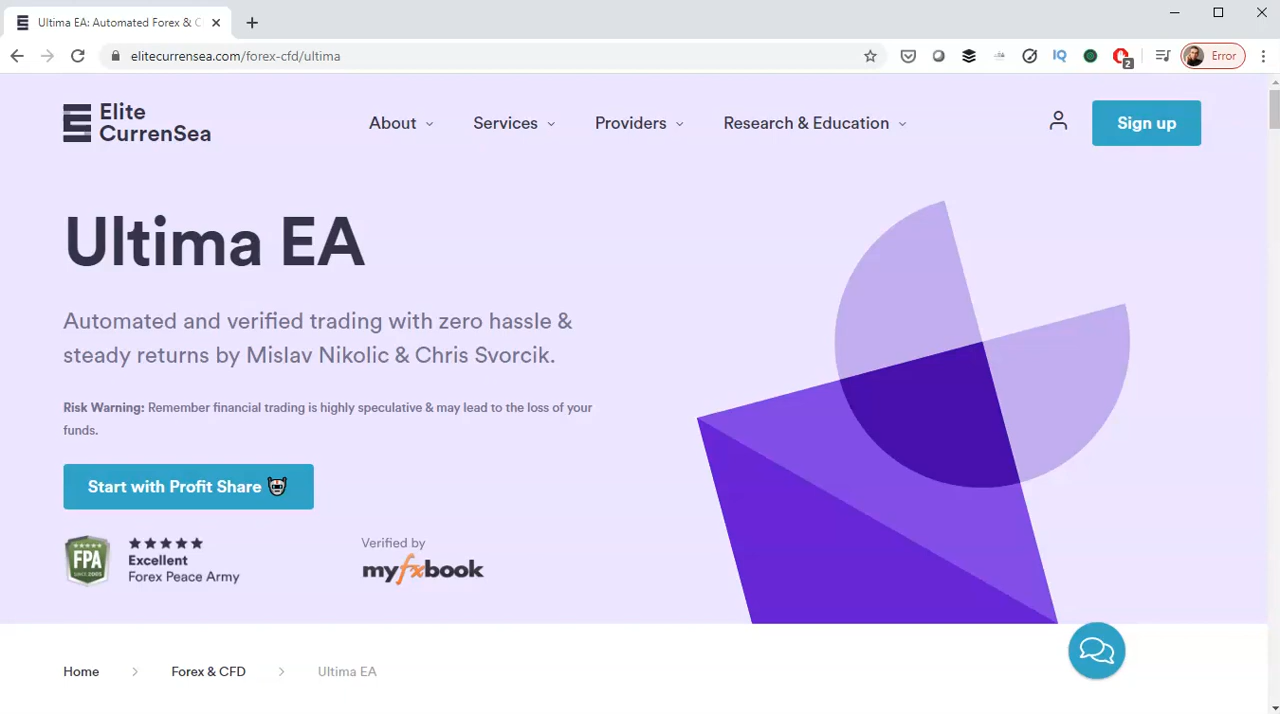 Ultima EA: Automated Forex & C
elitecurrensea.com/forex-cfd/ultima
IQ
2
Error
Elite
CurrenSea
About
Services
Providers
Research & Education
Sign up
Ultima EA
Automated and verified trading with zero hassle &
steady returns by Mislav Nikolic & Chris Svorcik.
Risk Warning: Remember financial trading is highly speculative & may lead to the loss of your
funds.
Start with Profit Share
FPA
SINCE 2005
Excellent
Forex Peace Army
Verified by
myfxbook
Home
Forex & CFD
Ultima EA